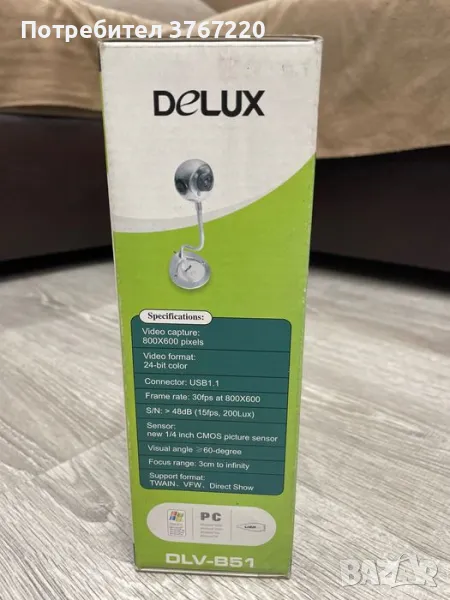 Потребител 3767220
DeLUX
Specifications:
Video capture:
800X600 pixels
Video format:
24-bit color
Connector: USB1.1
Frame rate: 30fps at 800X600
S/N: > 48dB (15fps, 200Lux)
Sensor:
new 1/4 inch CMOS picture sensor
Visual angle ≥60-degree
Focus range: 3cm to infinity
Support format:
TWAIN、VFW、Direct Show
PC
DLV-B51
bazar